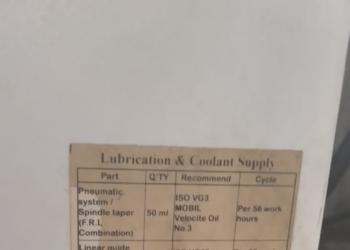 Lubrication & Coolant Supply
Part Q'TY Recommend Cycle
Pneumatic
system /
Spindle taper
(F.R.L
Combination)
50 ml
ISO VG3
MOBIL
Velocite Oil
No.3
Per 56 work
hours
Linear guide